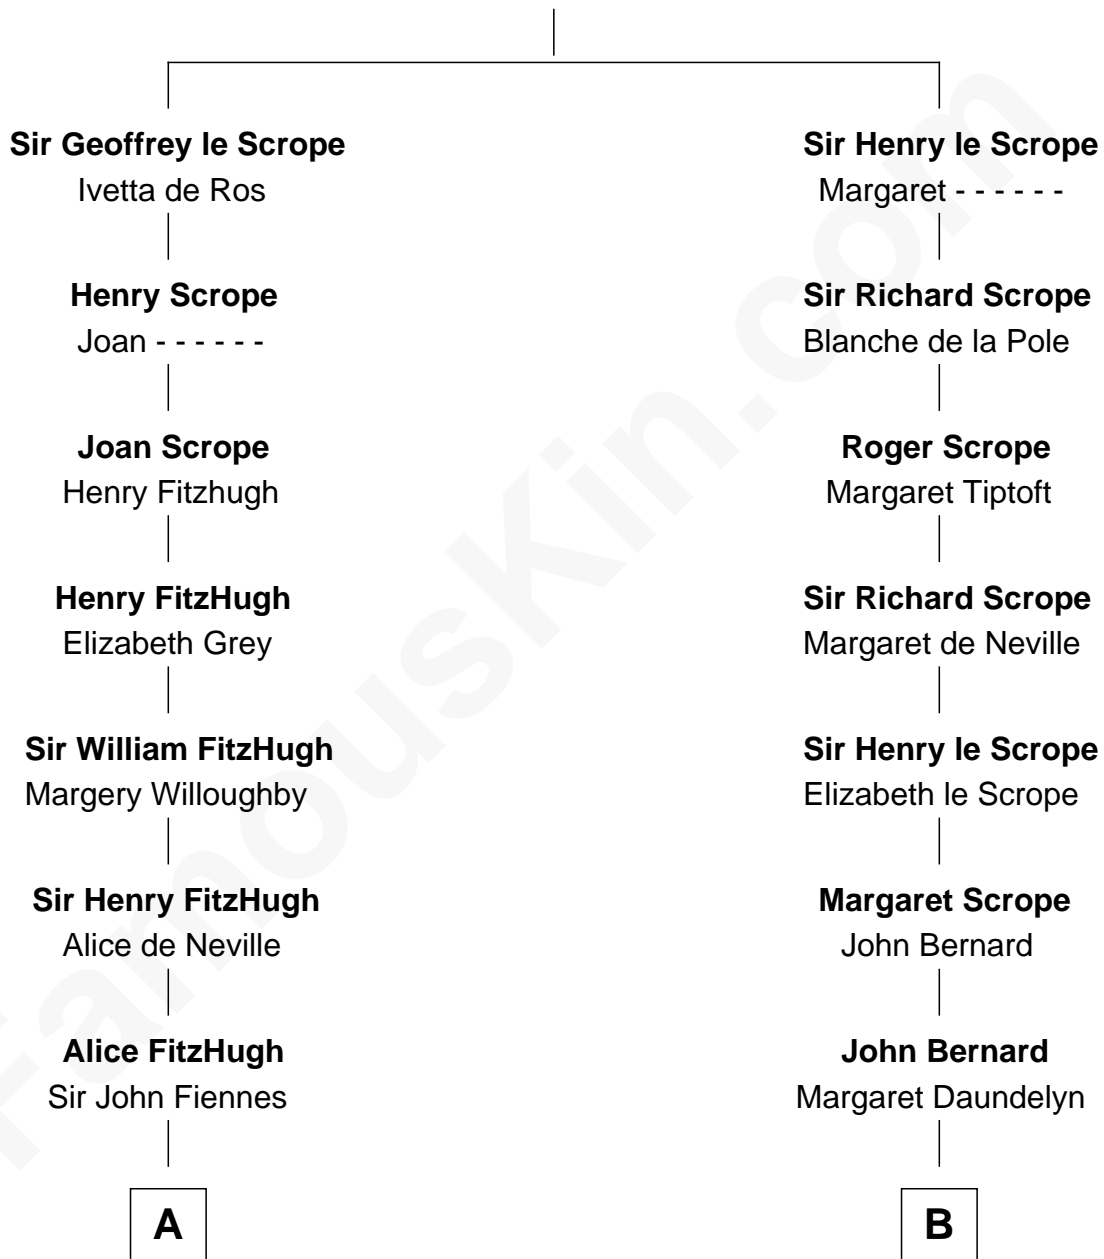 Sir Geoffrey le Scrope
Ivetta de Ros
Henry Scrope
Joan - - - - - -
Joan Scrope
Henry Fitzhugh
Henry FitzHugh
Elizabeth Grey
Sir William FitzHugh
Margery Willoughby
Sir Henry FitzHugh
Alice de Neville
Alice FitzHugh
Sir John Fiennes
A
Sir Henry le Scrope
Margaret - - - - - -
Sir Richard Scrope
Blanche de la Pole
Roger Scrope
Margaret Tiptoft
Sir Richard Scrope
Margaret de Neville
Sir Henry le Scrope
Elizabeth le Scrope
Margaret Scrope
John Bernard
John Bernard
Margaret Daundelyn
B
FamousKin.com